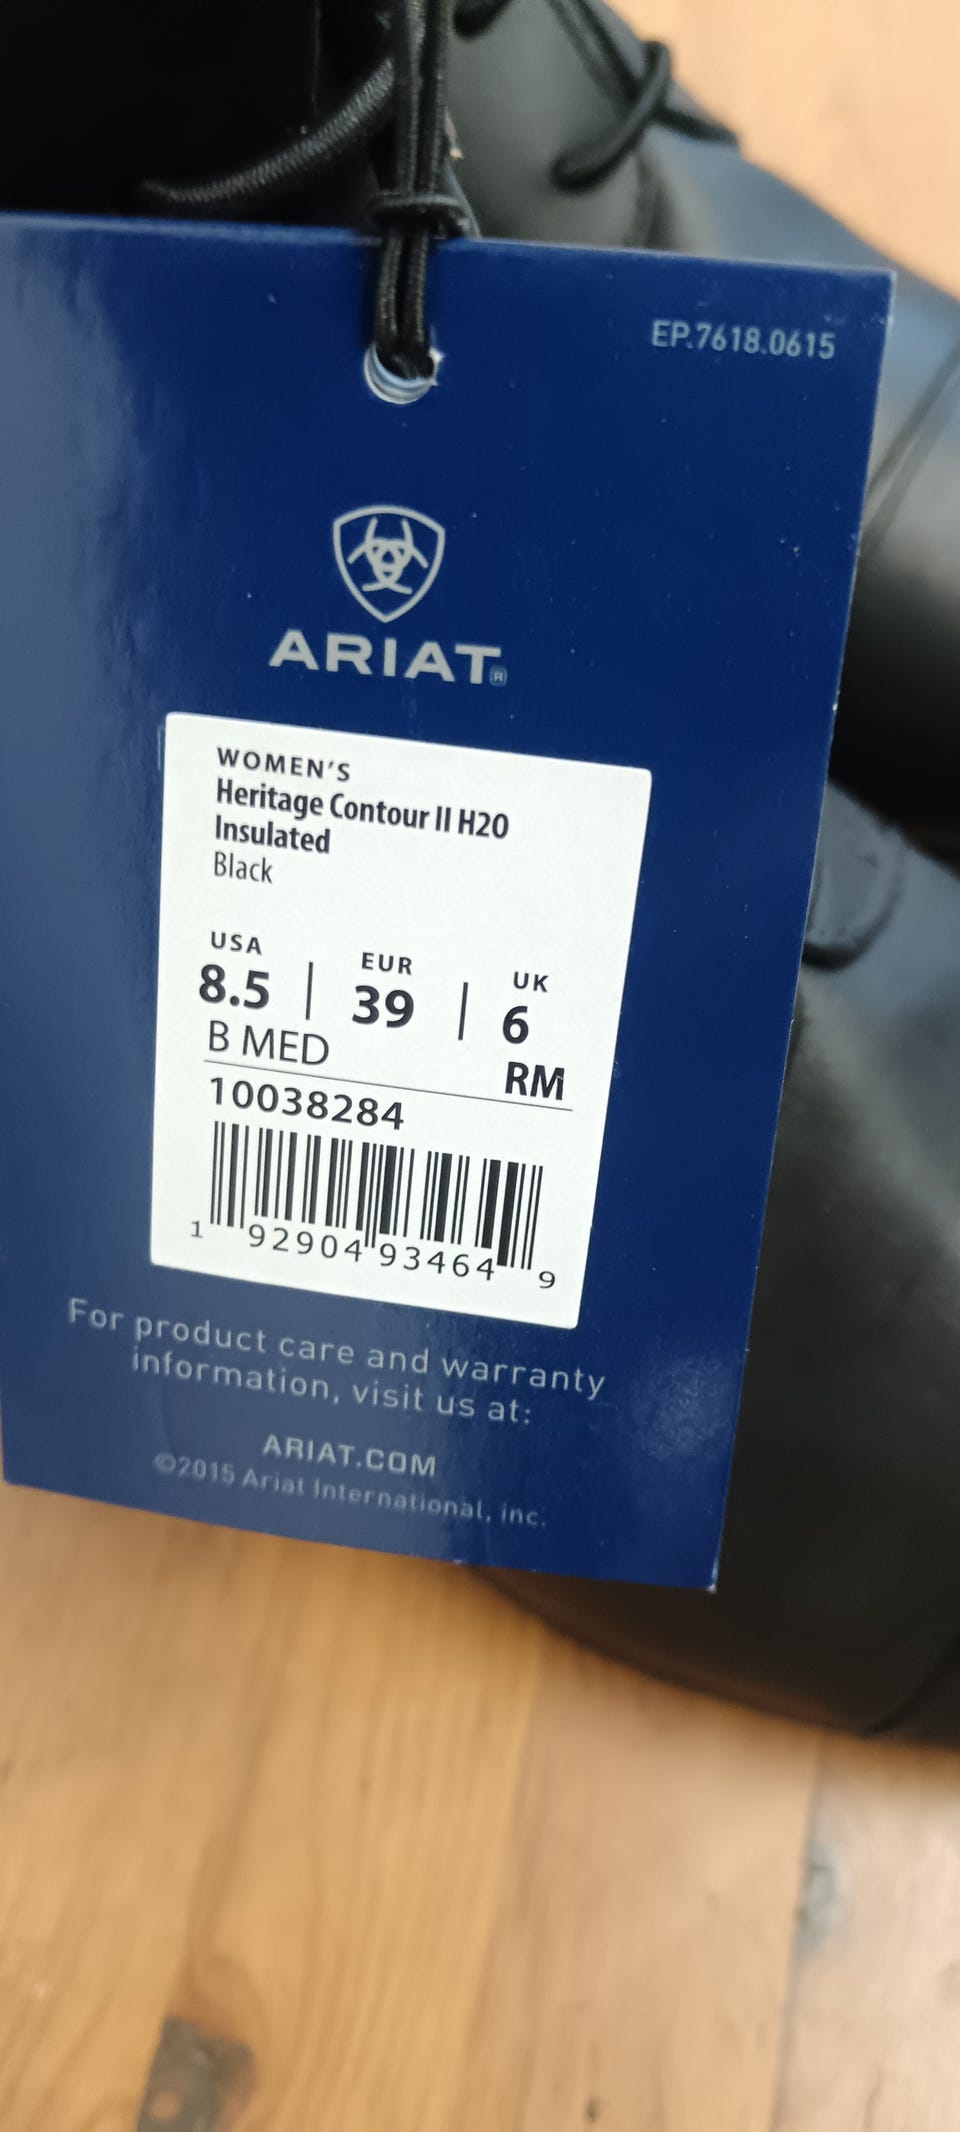 EP.7618.0615
ARIAT®
WOMEN'S
Heritage Contour II H20
Insulated
Black
USA | EUR | UK
8.5 | 39 | 6
B MED RM
10038284
1 92904 93464 9
For product care and warranty
information, visit us at:
ARIAT.COM
©2015 Ariat International, inc.